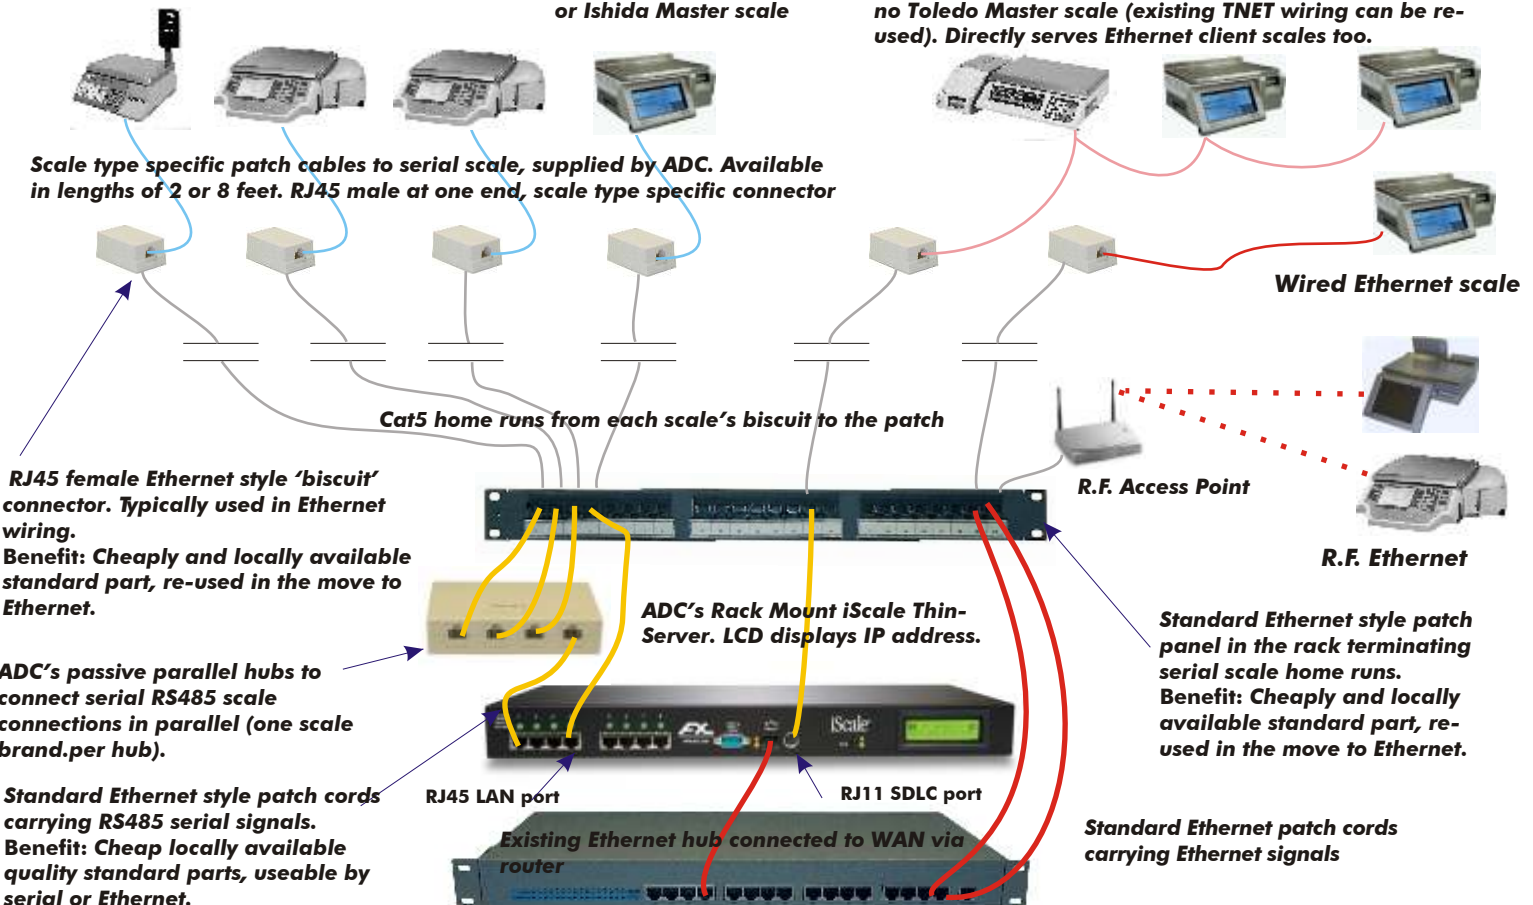 or Ishida Master scale
no Toledo Master scale (existing TNET wiring can be re-
used). Directly serves Ethernet client scales too.
Scale type specific patch cables to serial scale, supplied by ADC. Available
in lengths of 2 or 8 feet. RJ45 male at one end, scale type specific connector
Wired Ethernet scale
Cat5 home runs from each scale's biscuit to the patch
RJ45 female Ethernet style ‘biscuit’
connector. Typically used in Ethernet
wiring.
Benefit: Cheaply and locally available
standard part, re-used in the move to
Ethernet.
R.F. Access Point
R.F. Ethernet
ADC's Rack Mount iScale Thin-
Server. LCD displays IP address.
Standard Ethernet style patch
panel in the rack terminating
serial scale home runs.
Benefit: Cheaply and locally
available standard part, re-
used in the move to Ethernet.
ADC's passive parallel hubs to
connect serial RS485 scale
connections in parallel (one scale
brand.per hub).
iScale
RJ45 LAN port
RJ11 SDLC port
Standard Ethernet style patch cords
carrying RS485 serial signals.
Benefit: Cheap locally available
quality standard parts, useable by
serial or Ethernet.
Existing Ethernet hub connected to WAN via
router
Standard Ethernet patch cords
carrying Ethernet signals